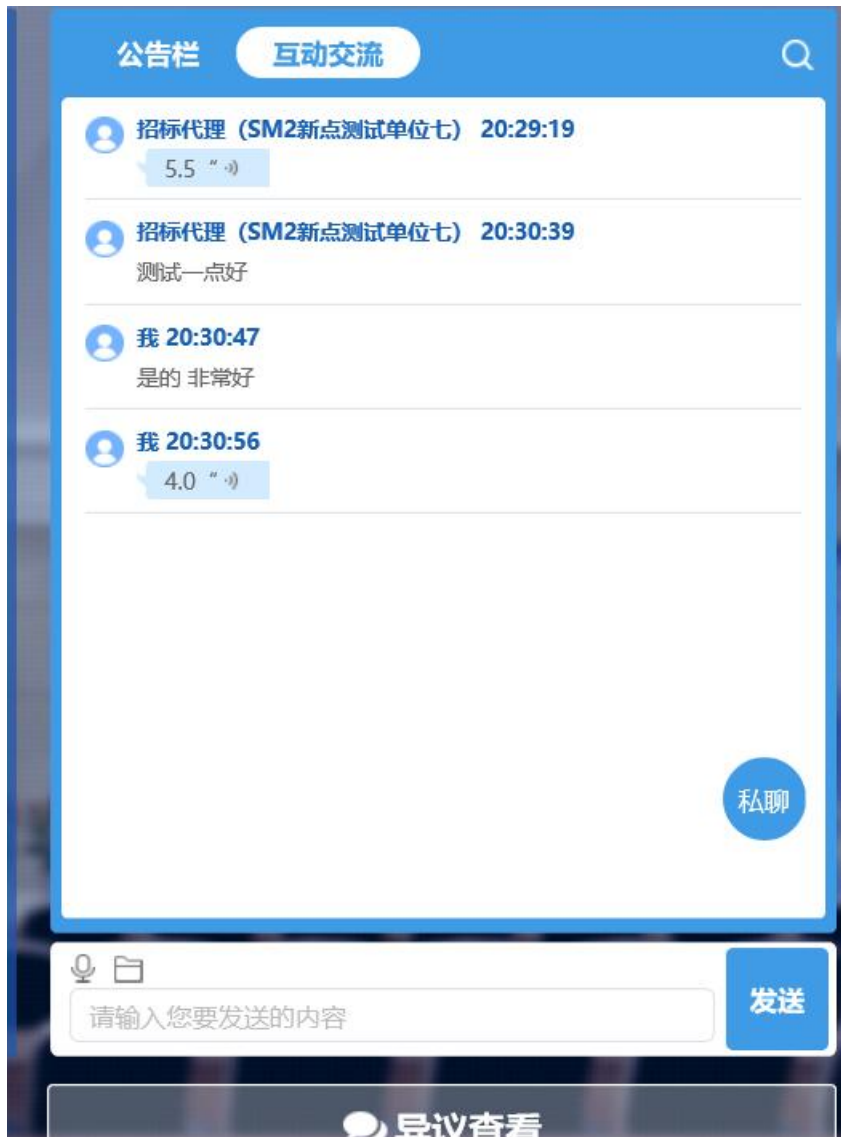 公告栏 互动交流
招标代理（SM2新点测试单位七） 20:29:19
5.5 "
招标代理（SM2新点测试单位七） 20:30:39
测试一点好
我 20:30:47
是的 非常好
我 20:30:56
4.0 "
私聊
请输入您要发送的内容
发送
异议查看